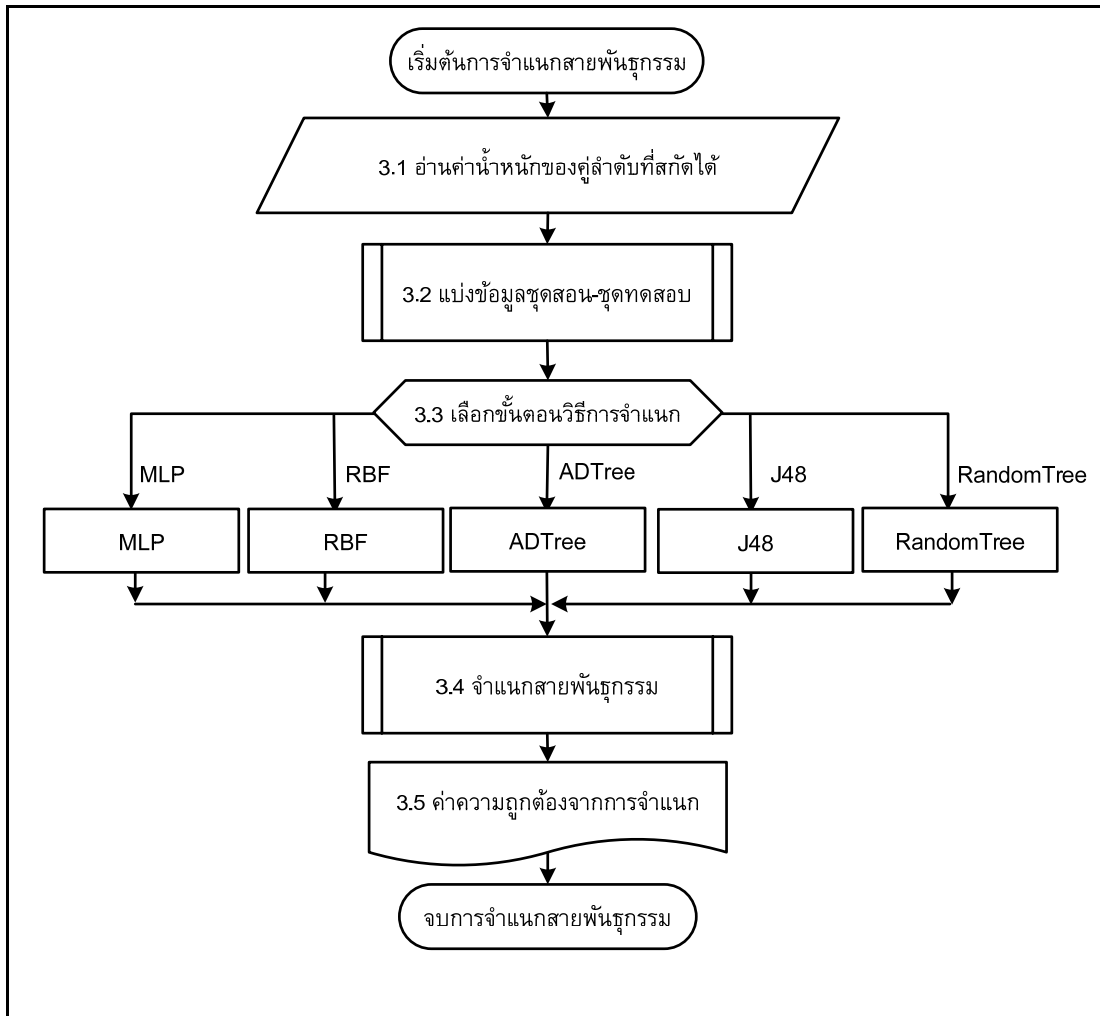 เริ่มต้นการจำแนกสายพันธุกรรม
3.1 อ่านค่าน้ำหนักของคู่ลำดับที่สกัดได้
3.2 แบ่งข้อมูลชุดสอน-ชุดทดสอบ
3.3 เลือกขั้นตอนวิธีการจำแนก
MLP
RBF
ADTree
J48
RandomTree
MLP
RBF
ADTree
J48
RandomTree
3.4 จำแนกสายพันธุกรรม
3.5 ค่าความถูกต้องจากการจำแนก
จบการจำแนกสายพันธุกรรม